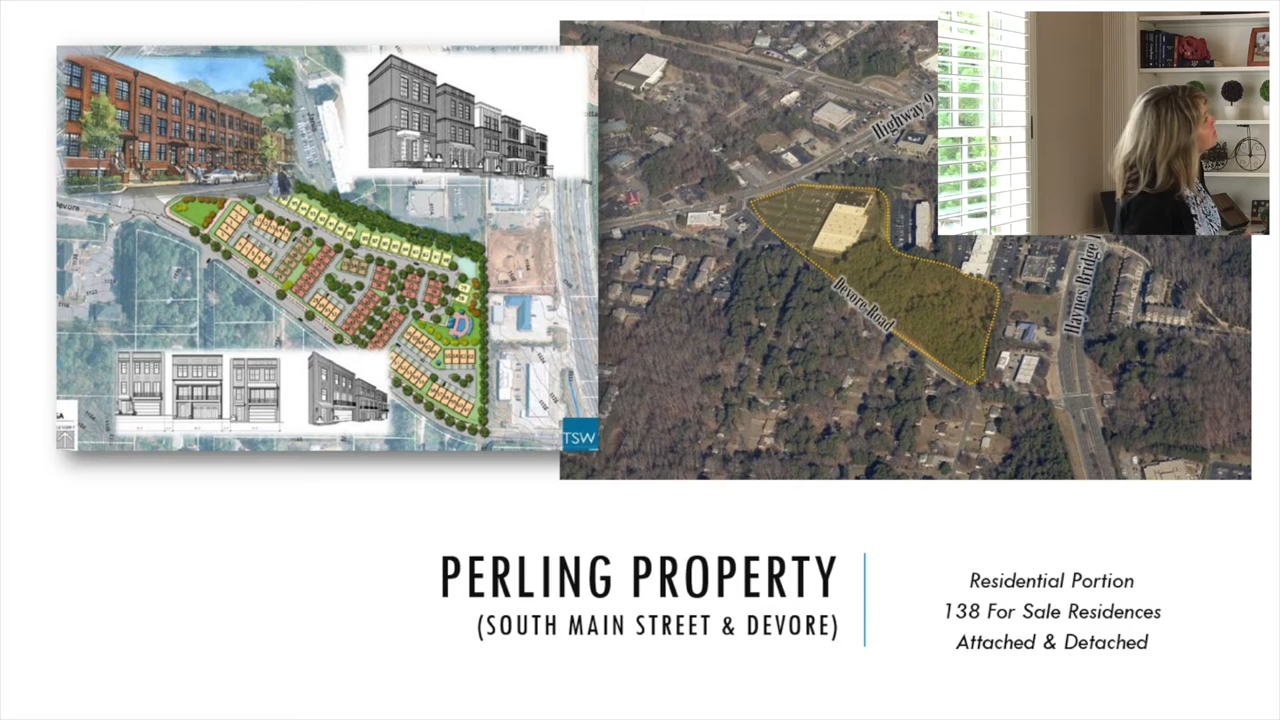 Devore
TSW
Highway 9
Devore Road
Haynes Bridge
PERLING PROPERTY
(SOUTH MAIN STREET & DEVORE)
Residential Portion
138 For Sale Residences
Attached & Detached